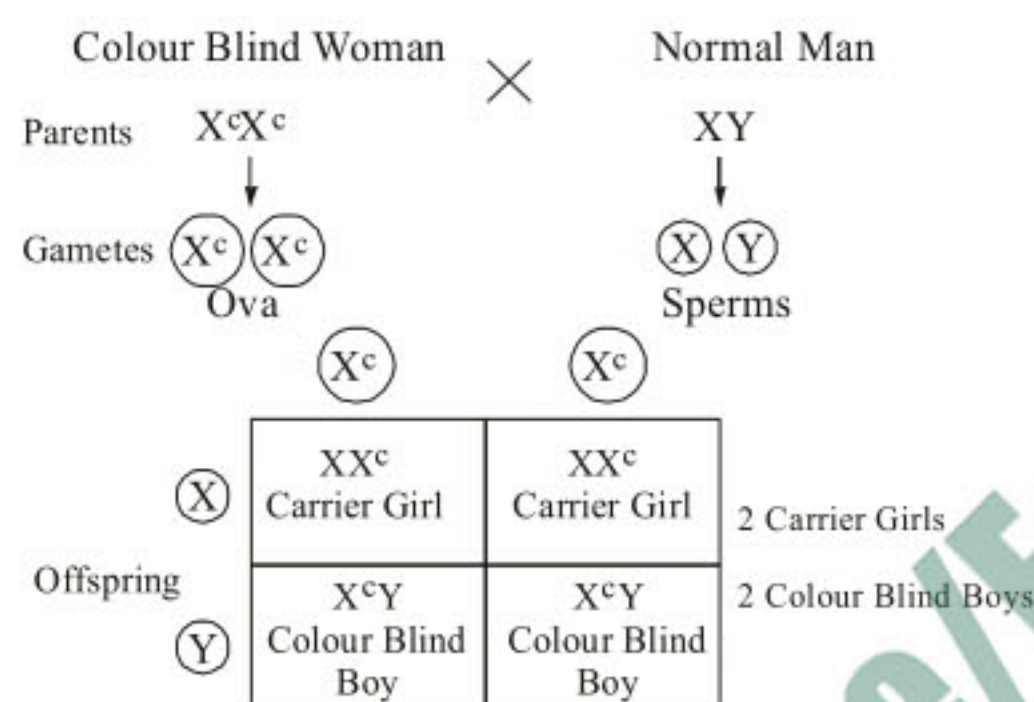 Colour Blind Woman × Normal Man
Parents XᶜXᶜ XY
Gametes Xᶜ Xᶜ X Y
Ova Sperms
Xᶜ Xᶜ
XXᶜ XXᶜ
X Carrier Girl Carrier Girl 2 Carrier Girls
Offspring XᶜY XᶜY 2 Colour Blind Boys
Y Colour Blind Colour Blind
Boy Boy